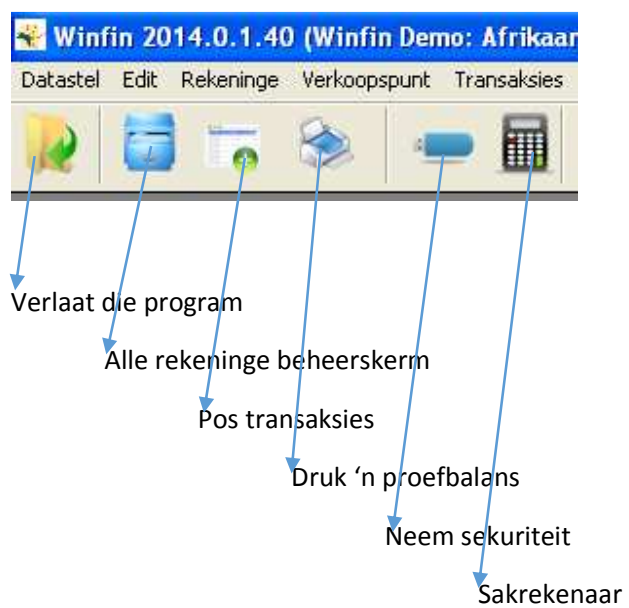 Winfin 2014.0.1.40 (Winfin Demo: Afrikaan
Datastel Edit Rekeninge Verkoopspunt Transaksies
Verlaat die program
Alle rekeninge beheerskerm
Pos transaksies
Druk ‘n proefbalans
Neem sekuriteit
Sakrekenaar